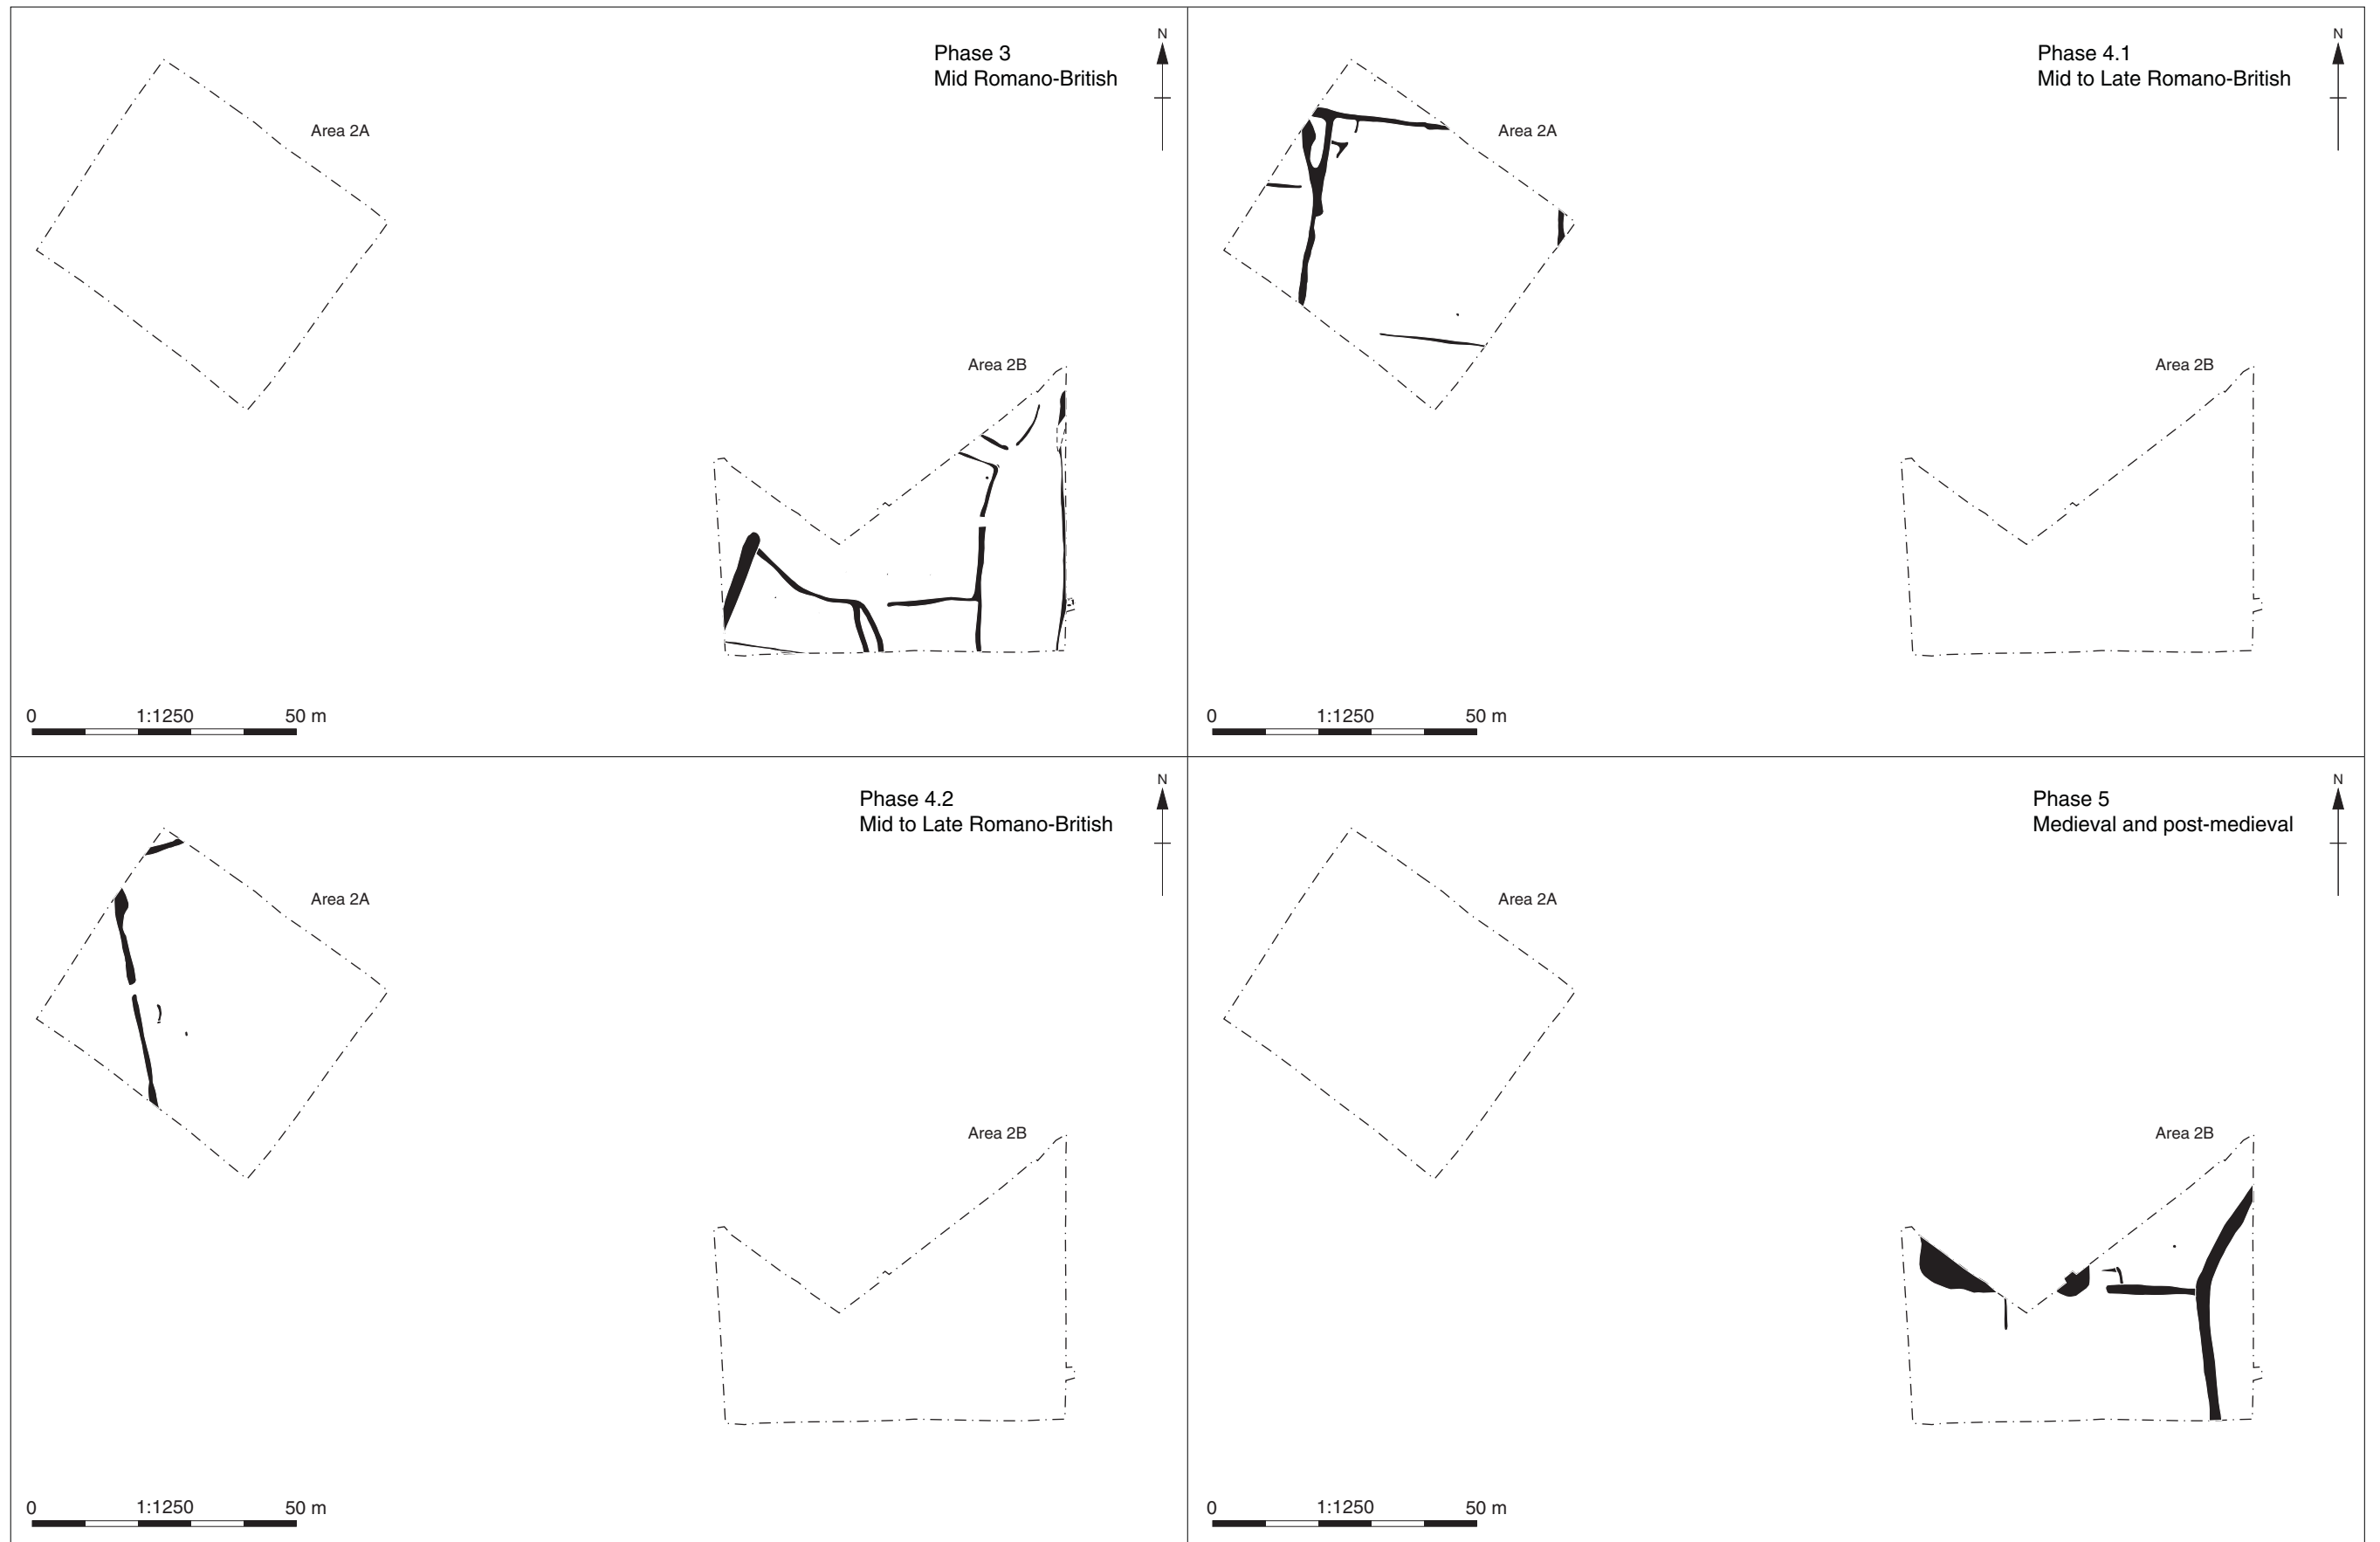 Phase 3
Mid Romano-British
N
Area 2A
Area 2B
0 1:1250 50 m
Phase 4.1
Mid to Late Romano-British
N
Area 2A
Area 2B
0 1:1250 50 m
Phase 4.2
Mid to Late Romano-British
N
Area 2A
Area 2B
0 1:1250 50 m
Phase 5
Medieval and post-medieval
N
Area 2A
Area 2B
0 1:1250 50 m